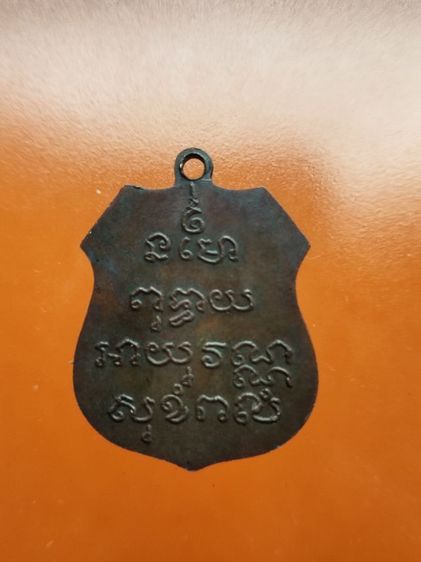 នមោ
ពុទ្ធាយ
អាយុវណ្ណ
សុខំពលំ